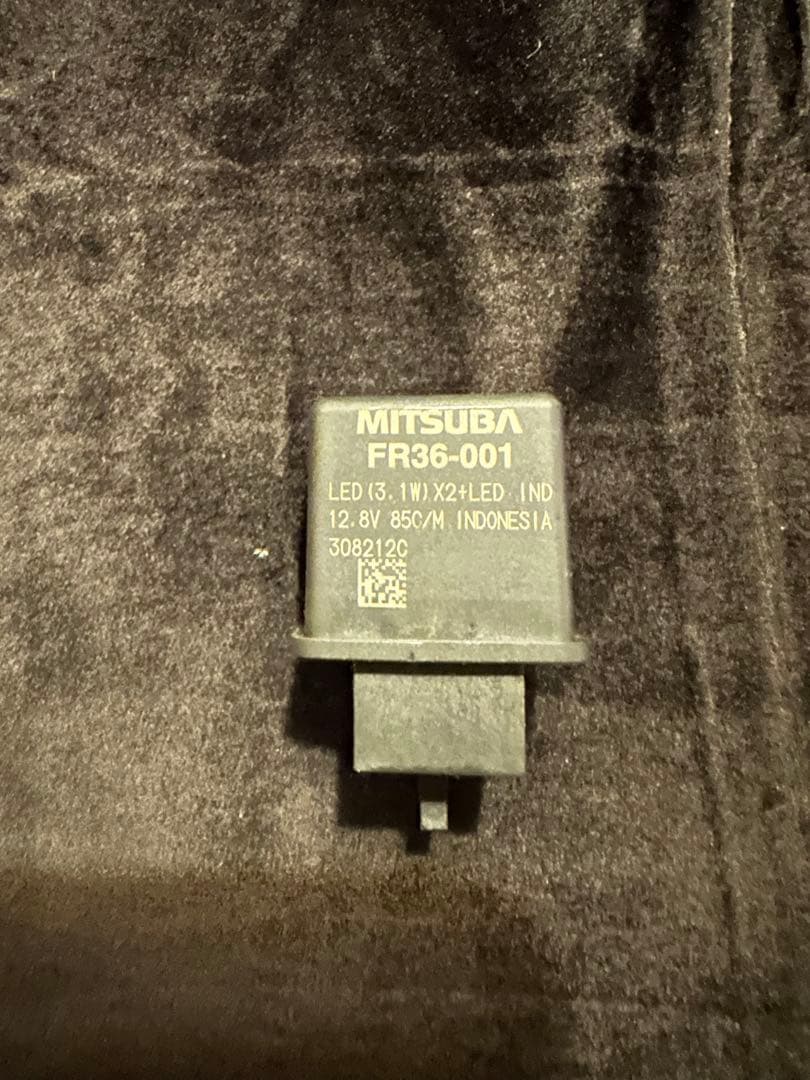 MITSUBA
FR36-001
LED(3.1W)X2+LED IND
12.8V 85C/M INDONESIA
308212C